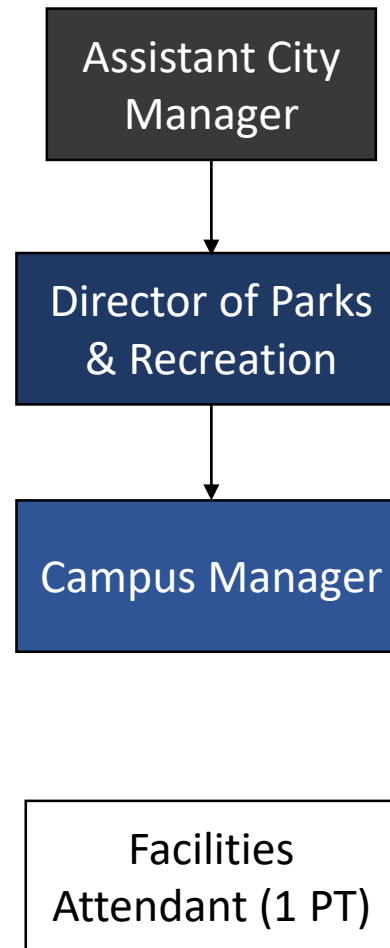 Assistant City
Manager
Director of Parks
& Recreation
Campus Manager
Facilities
Attendant (1 PT)